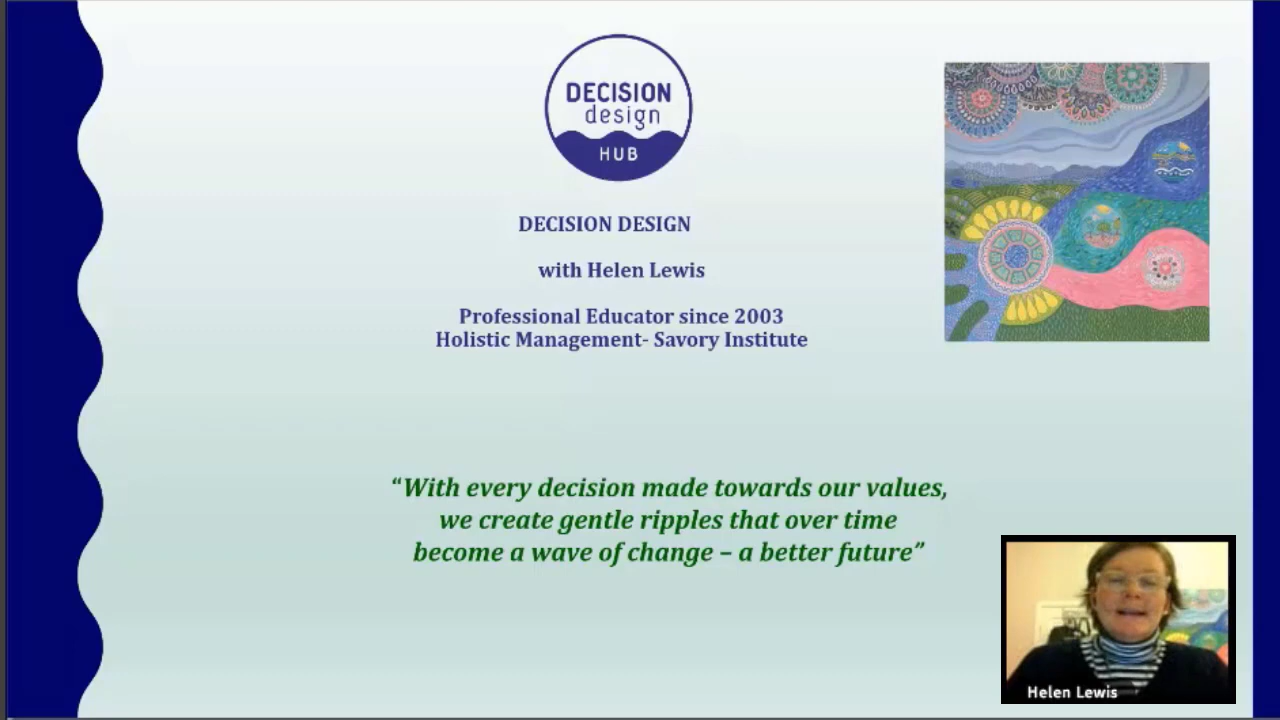 DECISION
design
HUB
DECISION DESIGN
with Helen Lewis
Professional Educator since 2003
Holistic Management- Savory Institute
“With every decision made towards our values,
we create gentle ripples that over time
become a wave of change – a better future”
Helen Lewis